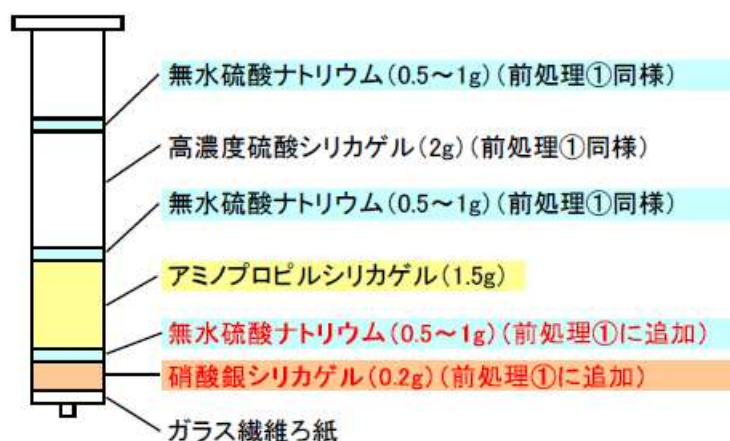 無水硫酸ナトリウム(0.5～1g)(前処理①同様)
高濃度硫酸シリカゲル(2g)(前処理①同様)
無水硫酸ナトリウム(0.5～1g)(前処理①同様)
アミノプロピルシリカゲル(1.5g)
無水硫酸ナトリウム(0.5～1g)(前処理①に追加)
硝酸銀シリカゲル(0.2g)(前処理①に追加)
ガラス繊維ろ紙